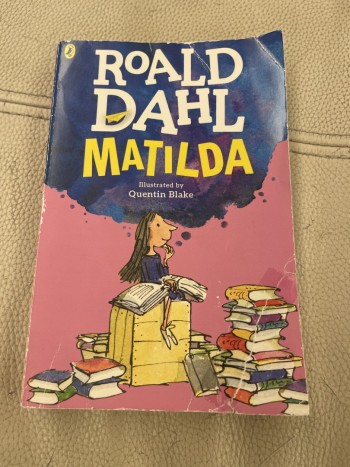 ROALD
DAHL
MATILDA
Illustrated by
Quentin Blake